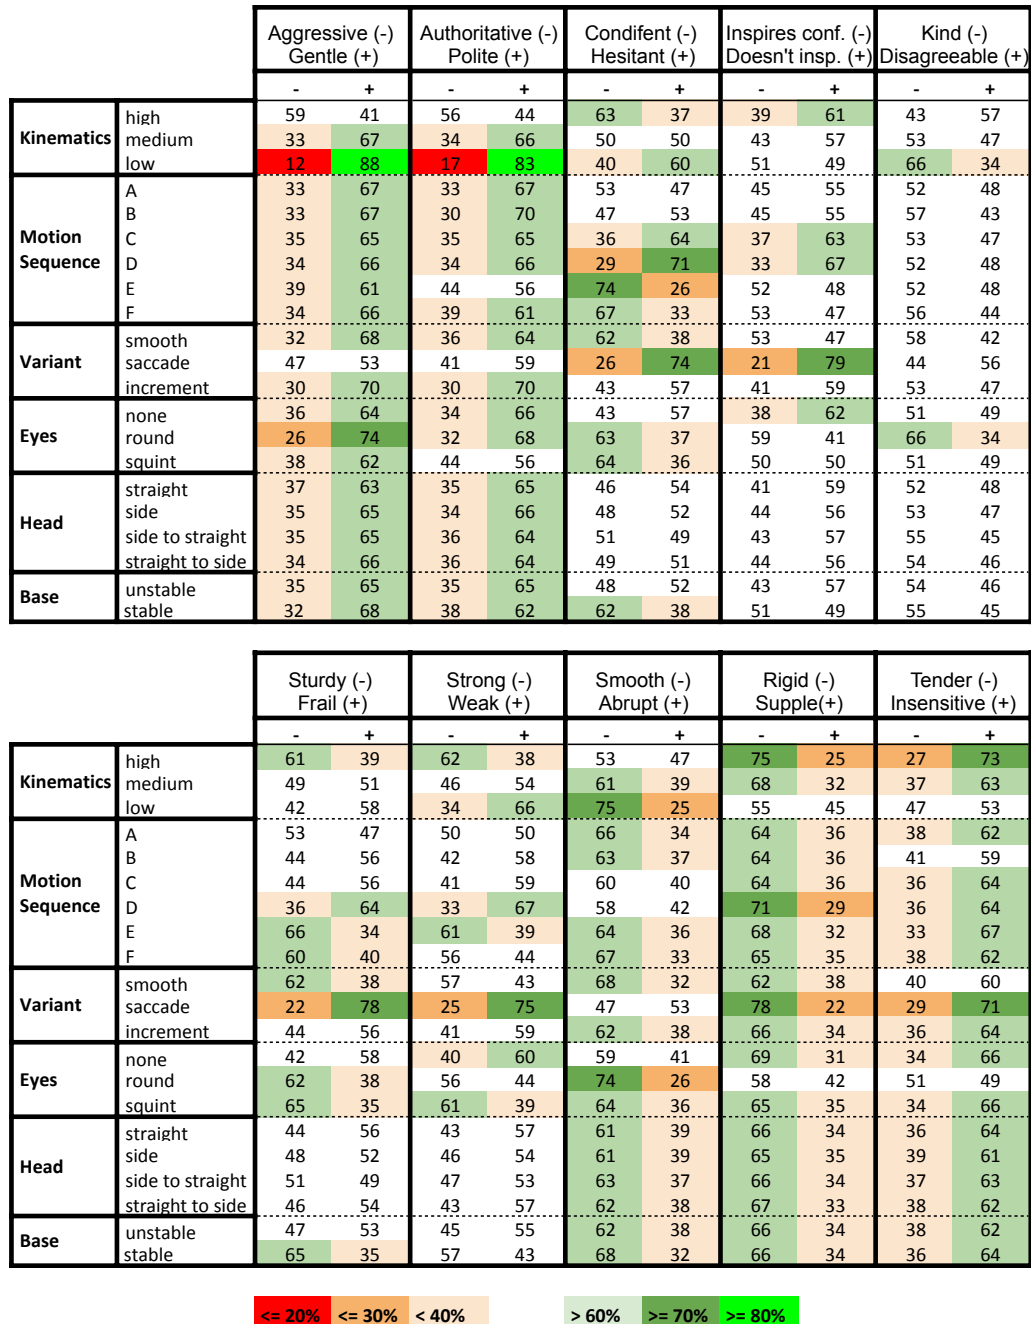 Aggressive (-) Authoritative (-) Condifent (-) Inspires conf. (-) Kind (-)
Gentle (+) Polite (+) Hesitant (+) Doesn't insp. (+) Disagreeable (+)
- + - + - + - + - +
Kinematics high 59 41 56 44 63 37 39 61 43 57
medium 33 67 34 66 50 50 43 57 53 47
low 12 88 17 83 40 60 51 49 66 34
Motion Sequence A 33 67 33 67 53 47 45 55 52 48
B 33 67 30 70 47 53 45 55 57 43
C 35 65 35 65 36 64 37 63 53 47
D 34 66 34 66 29 71 33 67 52 48
E 39 61 44 56 74 26 52 48 52 48
F 34 66 39 61 67 33 53 47 56 44
Variant smooth 32 68 36 64 62 38 53 47 58 42
saccade 47 53 41 59 26 74 21 79 44 56
increment 30 70 30 70 43 57 41 59 53 47
Eyes none 36 64 34 66 43 57 38 62 51 49
round 26 74 32 68 63 37 59 41 66 34
squint 38 62 44 56 64 36 50 50 51 49
Head straight 37 63 35 65 46 54 41 59 52 48
side 35 65 34 66 48 52 44 56 53 47
side to straight 35 65 36 64 51 49 43 57 55 45
straight to side 34 66 36 64 49 51 44 56 54 46
Base unstable 35 65 35 65 48 52 43 57 54 46
stable 32 68 38 62 62 38 51 49 55 45
Sturdy (-) Strong (-) Smooth (-) Rigid (-) Tender (-)
Frail (+) Weak (+) Abrupt (+) Supple(+) Insensitive (+)
- + - + - + - + - +
Kinematics high 61 39 62 38 53 47 75 25 27 73
medium 49 51 46 54 61 39 68 32 37 63
low 42 58 34 66 75 25 55 45 47 53
Motion Sequence A 53 47 50 50 66 34 64 36 38 62
B 44 56 42 58 63 37 64 36 41 59
C 44 56 41 59 60 40 64 36 36 64
D 36 64 33 67 58 42 71 29 36 64
E 66 34 61 39 64 36 68 32 33 67
F 60 40 56 44 67 33 65 35 38 62
Variant smooth 62 38 57 43 68 32 62 38 40 60
saccade 22 78 25 75 47 53 78 22 29 71
increment 44 56 41 59 62 38 66 34 36 64
Eyes none 42 58 40 60 59 41 69 31 34 66
round 62 38 56 44 74 26 58 42 51 49
squint 65 35 61 39 64 36 65 35 34 66
Head straight 44 56 43 57 61 39 66 34 36 64
side 48 52 46 54 61 39 65 35 39 61
side to straight 51 49 47 53 63 37 66 34 37 63
straight to side 46 54 43 57 62 38 67 33 38 62
Base unstable 47 53 45 55 62 38 66 34 38 62
stable 65 35 57 43 68 32 66 34 36 64
<= 20% <= 30% < 40% > 60% >= 70% >= 80%